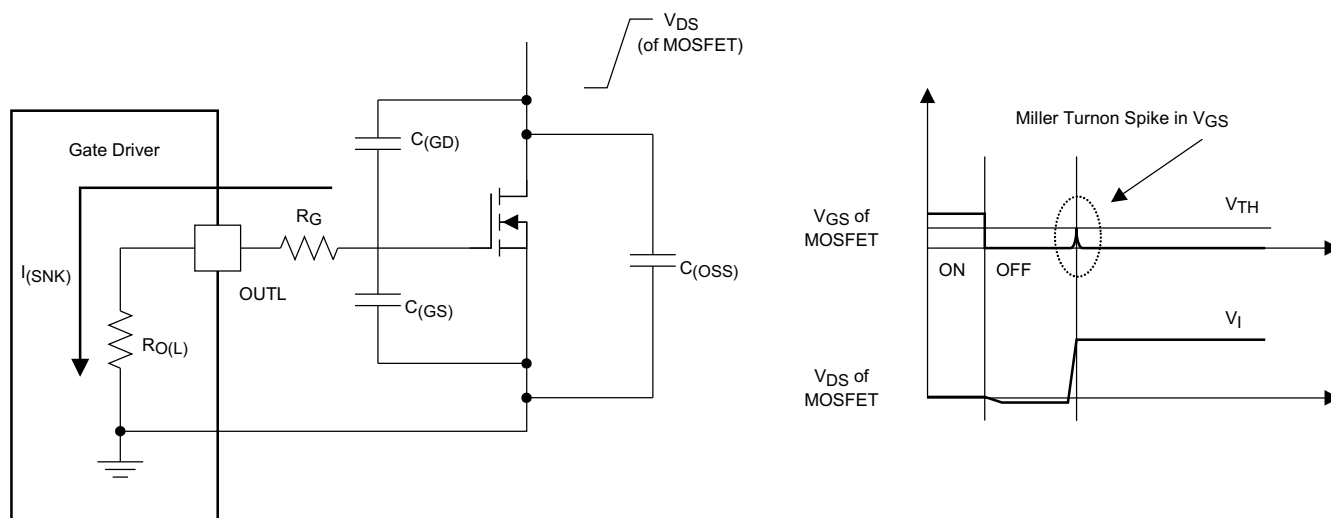 VDS
(of MOSFET)
Gate Driver
C(GD)
RG
I(SNK)
OUTL
C(GS)
C(OSS)
RO(L)
Miller Turnon Spike in VGS
VTH
VGS of
MOSFET
ON
OFF
VI
VDS of
MOSFET